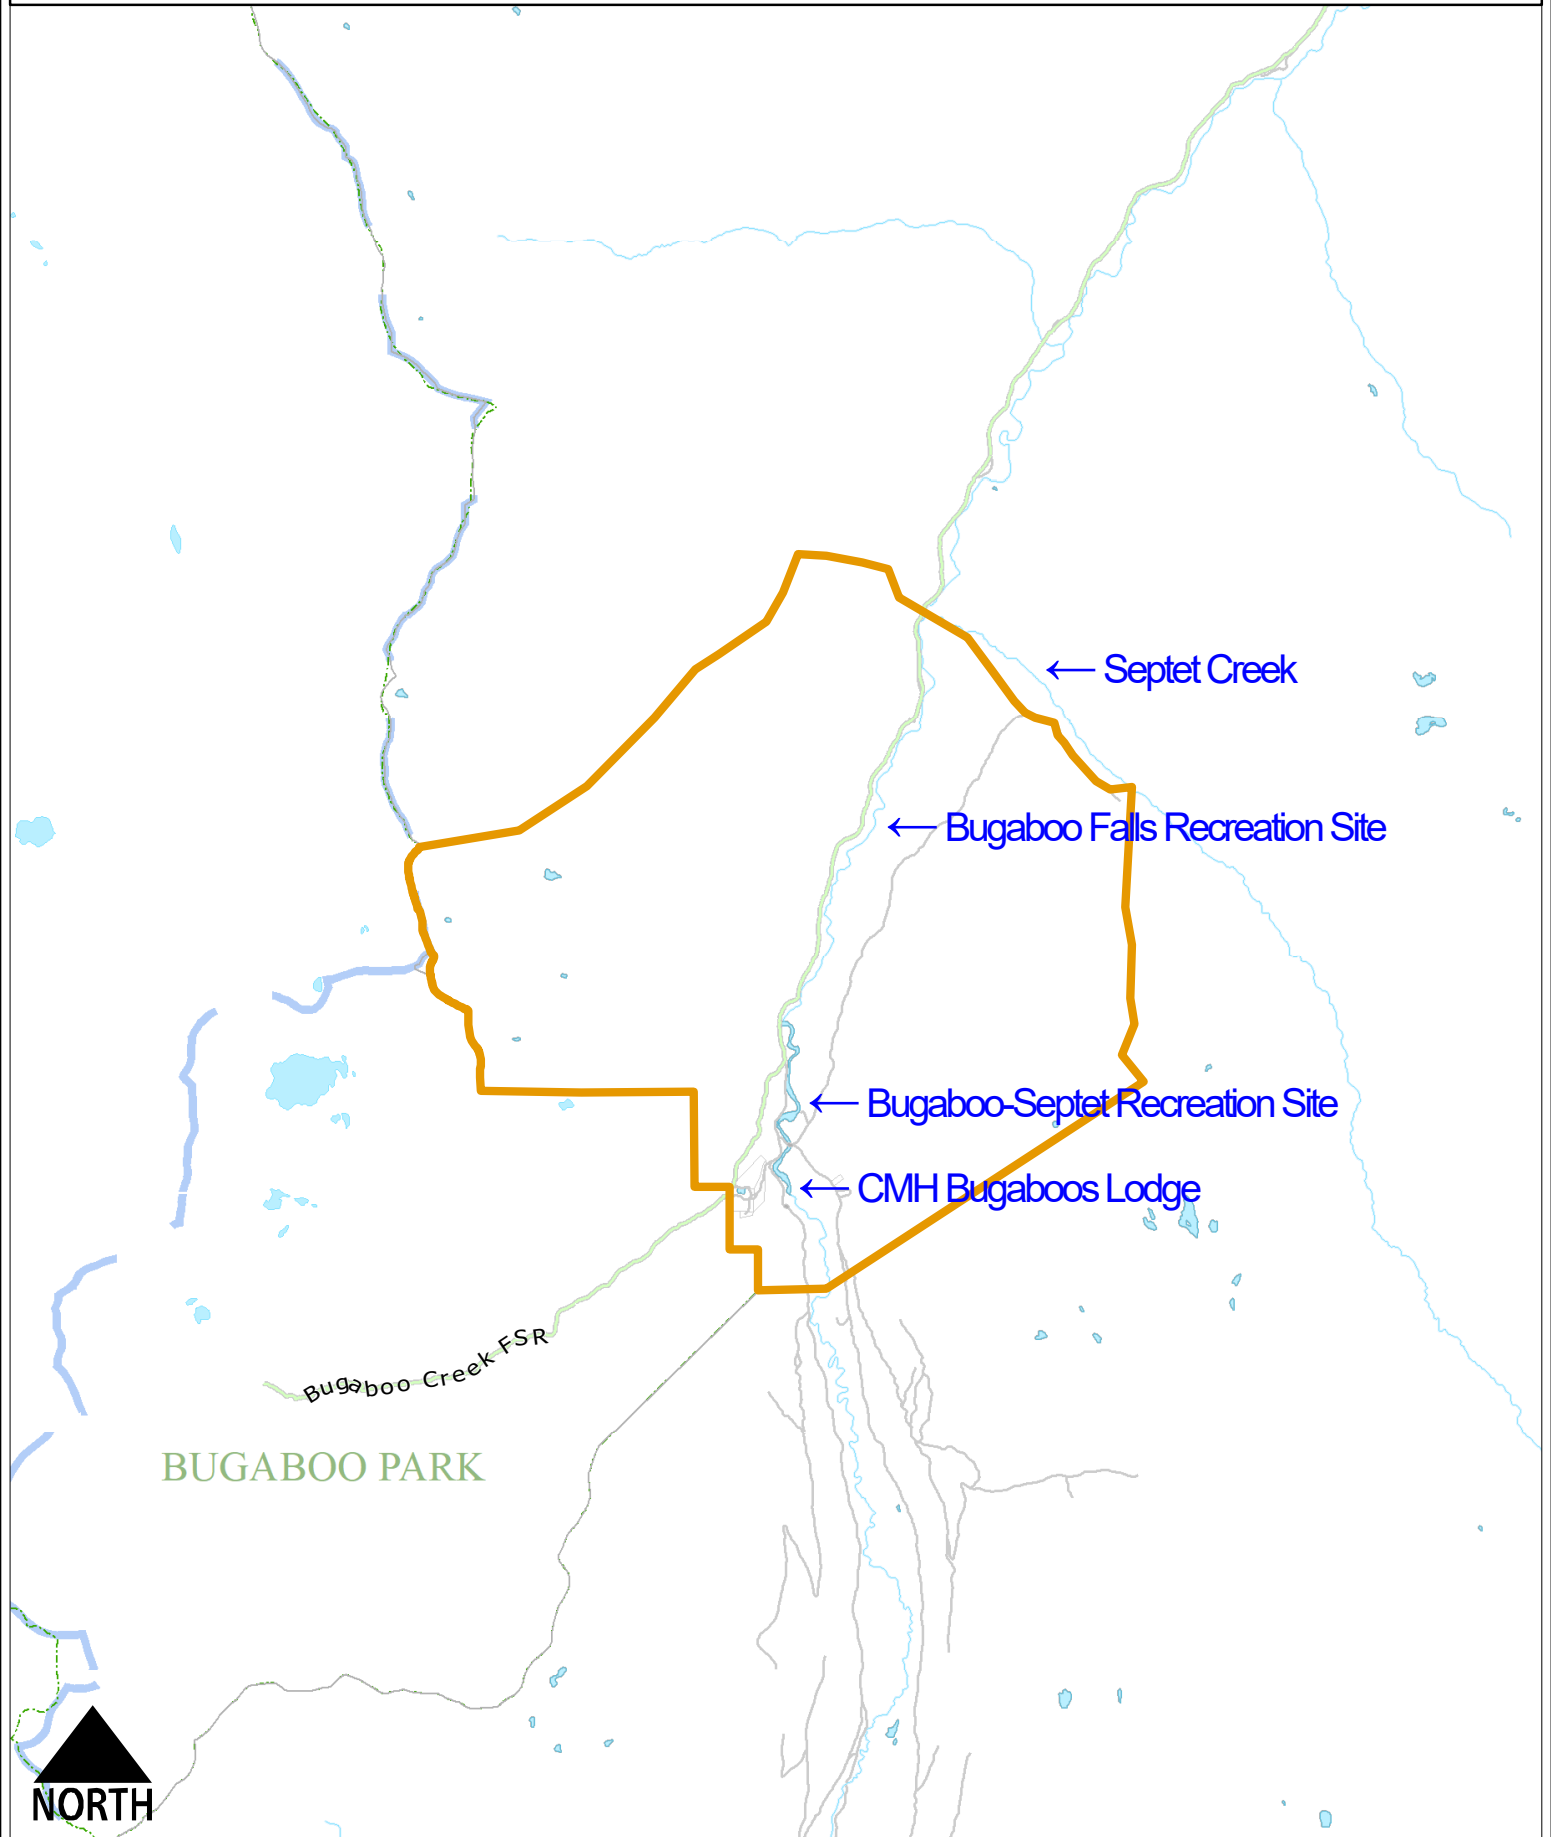 ← Septet Creek
← Bugaboo Falls Recreation Site
← Bugaboo-Septet Recreation Site
← CMH Bugaboos Lodge
Bugaboo Creek FSR
BUGABOO PARK
NORTH